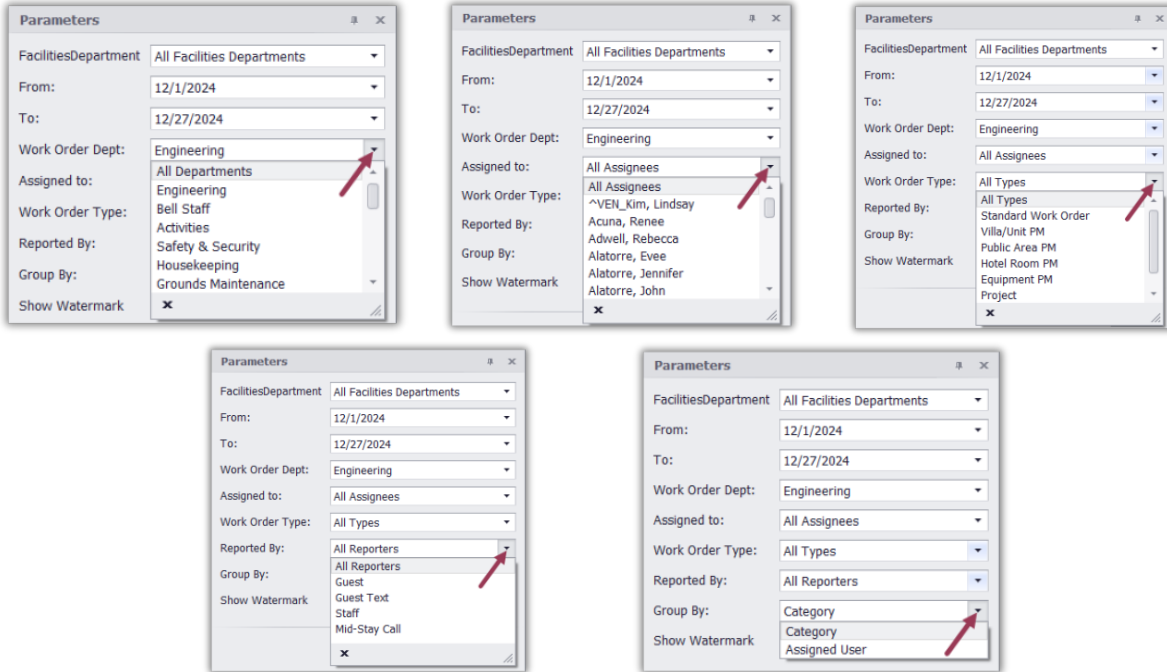 Parameters
FacilitiesDepartment All Facilities Departments
From: 12/1/2024
To: 12/27/2024
Work Order Dept: Engineering
All Departments
Assigned to: Engineering
Bell Staff
Work Order Type: Activities
Reported By: Safety & Security
Housekeeping
Group By: Grounds Maintenance
Show Watermark
Parameters
FacilitiesDepartment All Facilities Departments
From: 12/1/2024
To: 12/27/2024
Work Order Dept: Engineering
Assigned to: All Assignees
All Assignees
Work Order Type: ^VEN_Kim, Lindsay
Acuna, Renee
Reported By: Adwell, Rebecca
Group By: Alatorre, Evee
Alatorre, Jennifer
Show Watermark Alatorre, John
Parameters
FacilitiesDepartment All Facilities Departments
From: 12/1/2024
To: 12/27/2024
Work Order Dept: Engineering
Assigned to: All Assignees
Work Order Type: All Types
All Types
Reported By: Standard Work Order
Villa/Unit PM
Group By: Public Area PM
Show Watermark Hotel Room PM
Equipment PM
Project
Parameters
FacilitiesDepartment All Facilities Departments
From: 12/1/2024
To: 12/27/2024
Work Order Dept: Engineering
Assigned to: All Assignees
Work Order Type: All Types
Reported By: All Reporters
All Reporters
Group By: Guest
Guest Text
Show Watermark Staff
Mid-Stay Call
Parameters
FacilitiesDepartment All Facilities Departments
From: 12/1/2024
To: 12/27/2024
Work Order Dept: Engineering
Assigned to: All Assignees
Work Order Type: All Types
Reported By: All Reporters
Group By: Category
Category
Show Watermark Assigned User